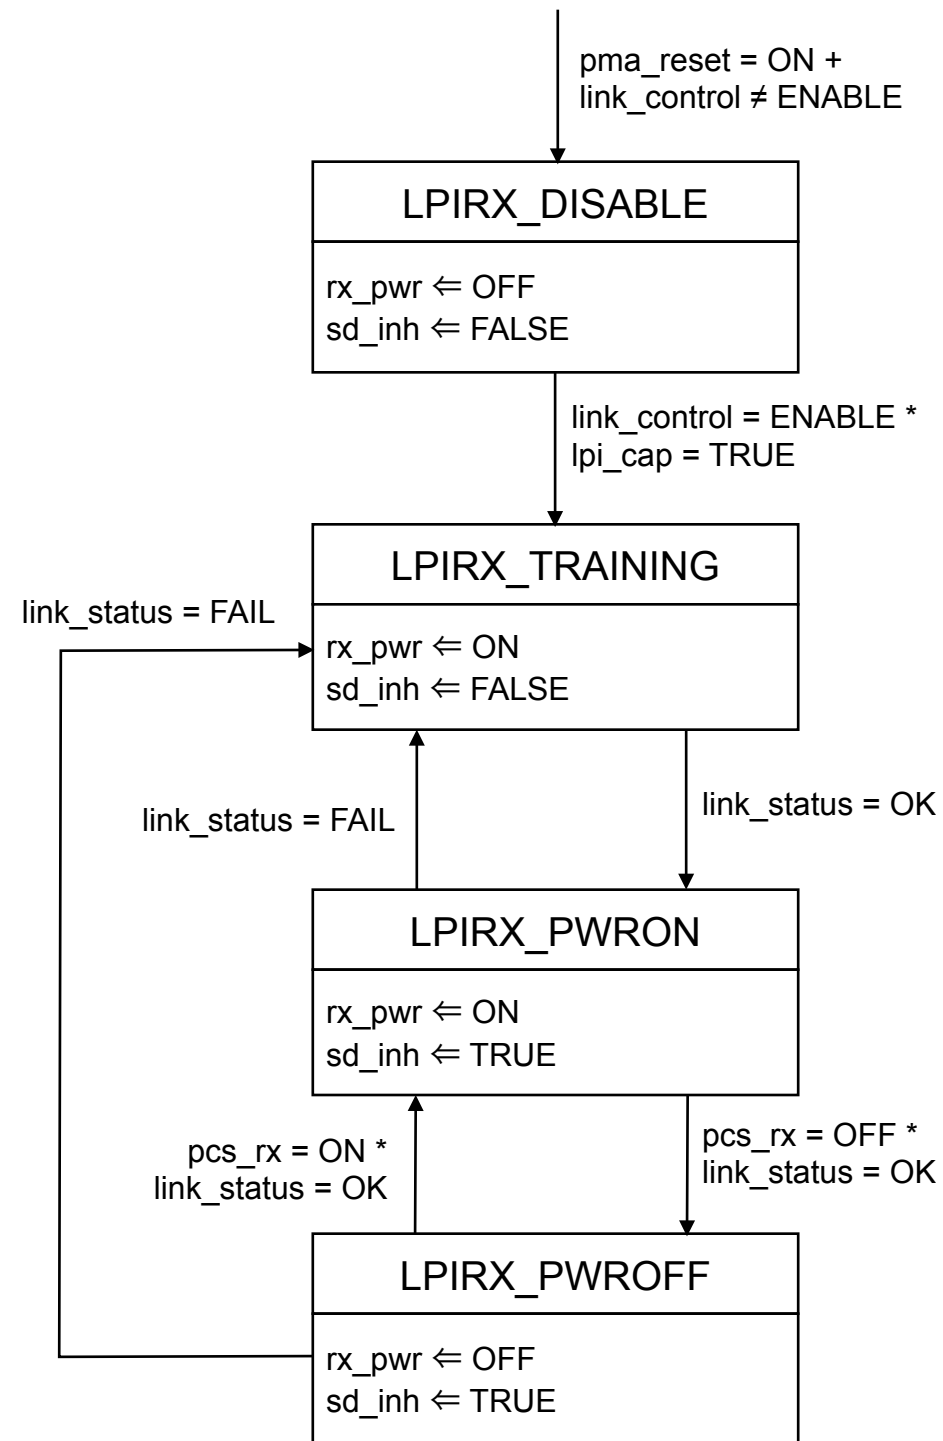 pma_reset = ON +
link_control ≠ ENABLE
LPIRX_DISABLE
rx_pwr ⇐ OFF
sd_inh ⇐ FALSE
link_control = ENABLE *
lpi_cap = TRUE
LPIRX_TRAINING
link_status = FAIL
rx_pwr ⇐ ON
sd_inh ⇐ FALSE
link_status = FAIL
link_status = OK
LPIRX_PWRON
rx_pwr ⇐ ON
sd_inh ⇐ TRUE
pcs_rx = ON *
link_status = OK
pcs_rx = OFF *
link_status = OK
LPIRX_PWROFF
rx_pwr ⇐ OFF
sd_inh ⇐ TRUE